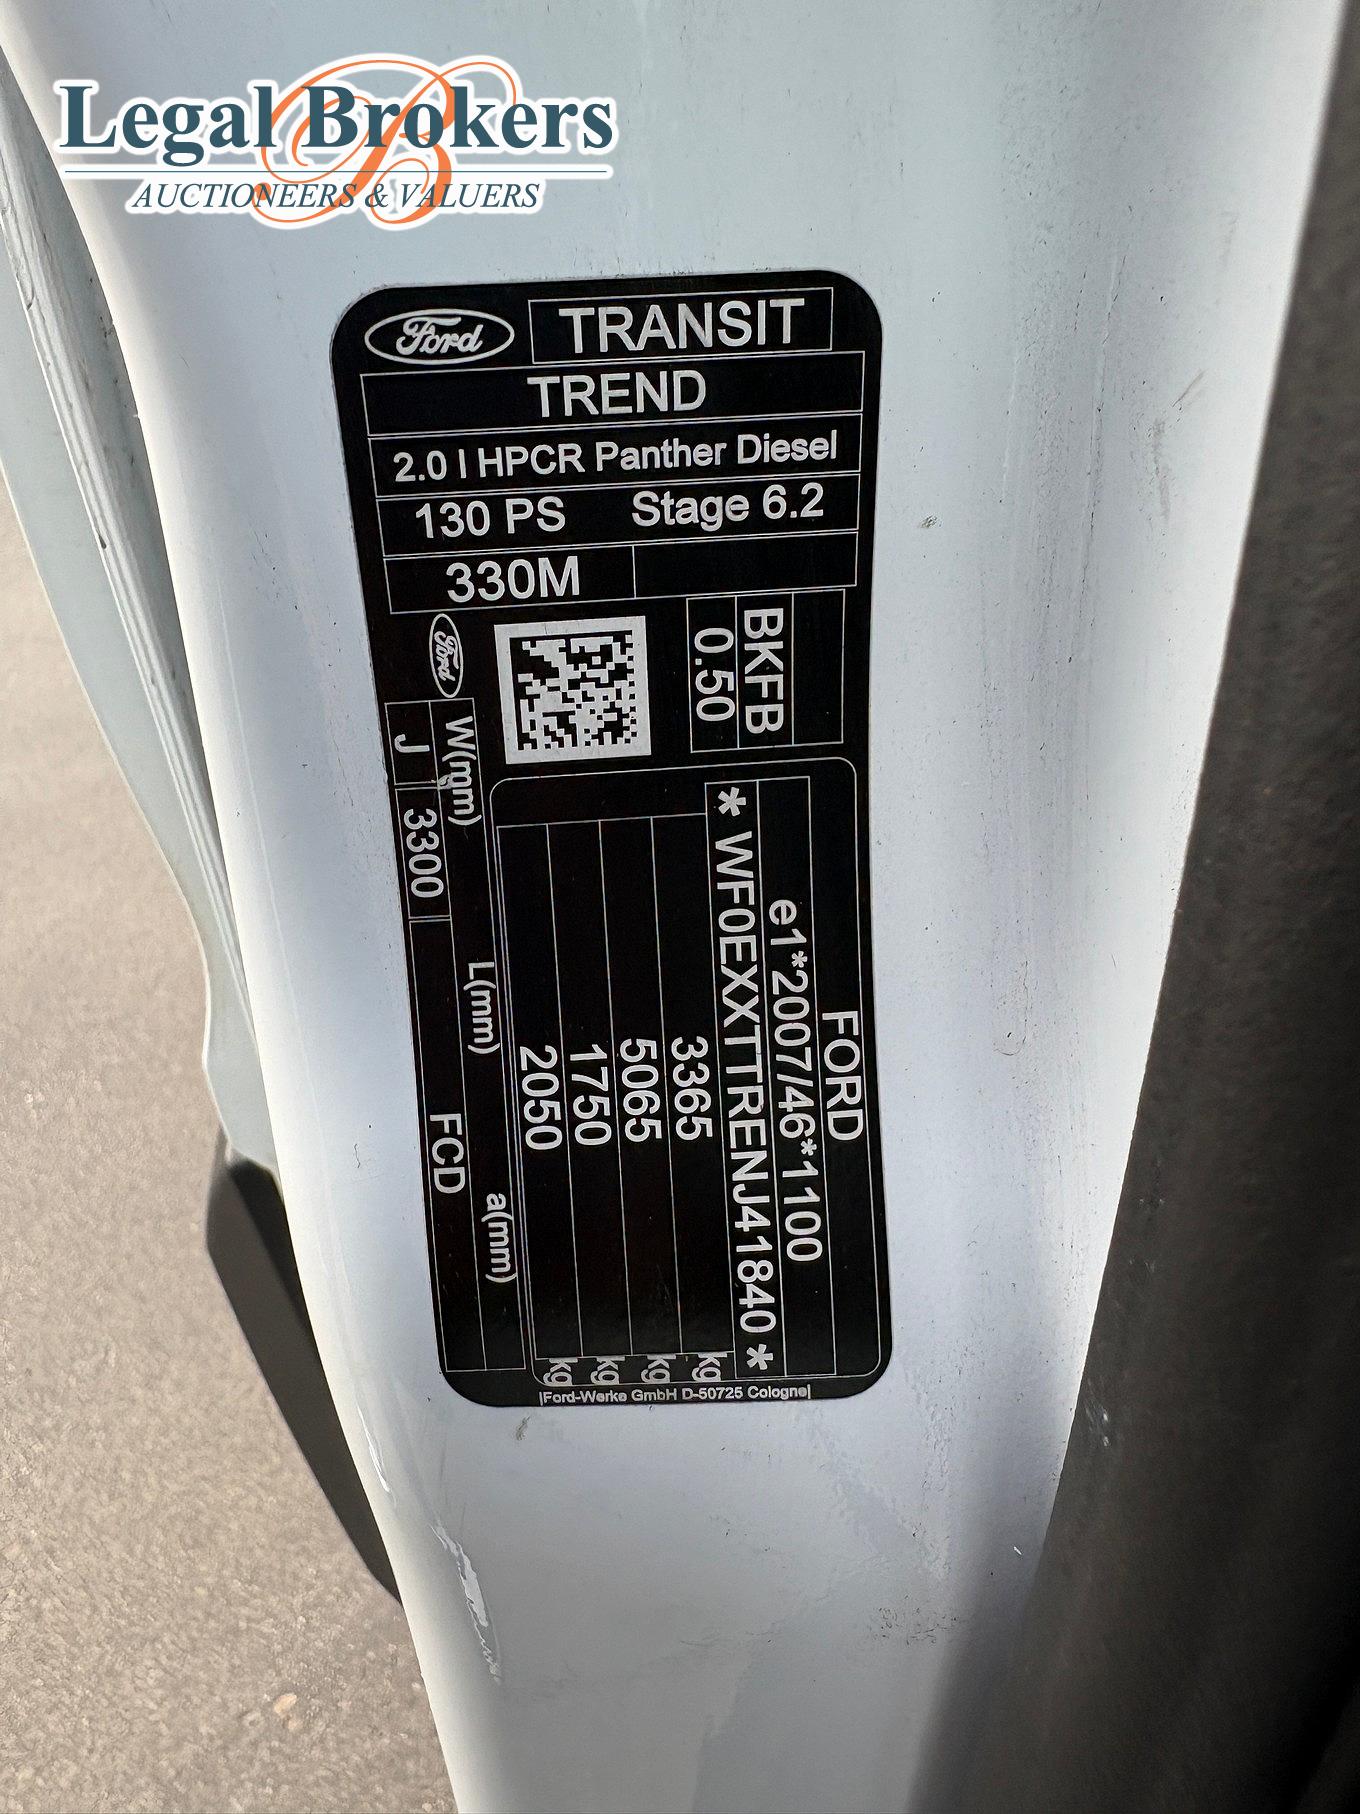 Legal Brokers
AUCTIONEERS & VALUERS
Ford TRANSIT
TREND
2.0 l HPCR Panther Diesel
130 PS Stage 6.2
330M
Ford
BKFB
0.50
FORD
e1*2007/46*1100
* WF0EXXTTRENJ41840 *
3365 kg
5065 kg
1750 kg
2050 kg
W(mm) L(mm) a(mm)
J 3300 FCD
|Ford-Werke GmbH D-50725 Cologne|